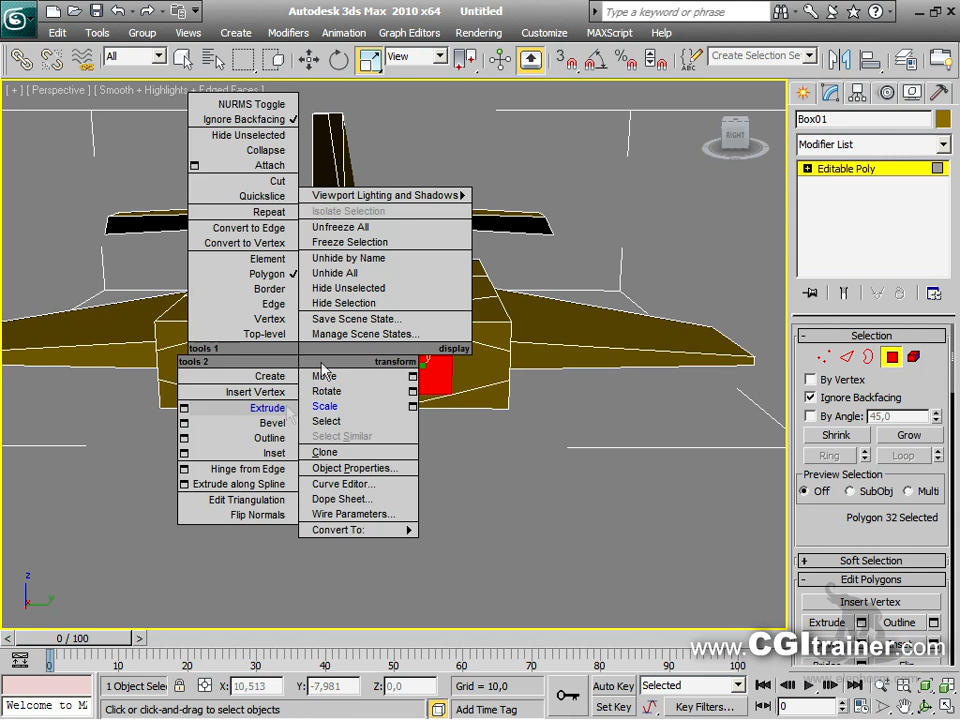 Autodesk 3ds Max 2010 x64 Untitled
Type a keyword or phrase
Edit Tools Group Views Create Modifiers Animation Graph Editors Rendering Customize MAXScript Help
All View Create Selection Se
[ + ] [ Perspective ] [ Smooth + Highlights + Edged Faces ]
NURMS Toggle
Ignore Backfacing
Hide Unselected
Collapse
Attach
Cut
Quickslice
Repeat
Convert to Edge
Convert to Vertex
Element
Polygon
Border
Edge
Vertex
Top-level
tools 1
Viewport Lighting and Shadows
Isolate Selection
Unfreeze All
Freeze Selection
Unhide by Name
Unhide All
Hide Unselected
Hide Selection
Save Scene State...
Manage Scene States...
display
tools 2
Create
Insert Vertex
Extrude
Bevel
Outline
Inset
Hinge from Edge
Extrude along Spline
Edit Triangulation
Flip Normals
transform
Move
Rotate
Scale
Select
Select Similar
Clone
Object Properties...
Curve Editor...
Dope Sheet...
Wire Parameters...
Convert To:
RIGHT
y
z
x
y
Box01
Modifier List
Editable Poly
Selection
By Vertex
Ignore Backfacing
By Angle: 45,0
Shrink Grow
Ring Loop
Preview Selection
Off SubObj Multi
Polygon 32 Selected
Soft Selection
Edit Polygons
Insert Vertex
Extrude Outline
www.CGItrainer.com
0 / 100
0 10 20 30 40 50 60 70 80 90 100
1 Object Selec X: 10,513 Y: -7,981 Z: 0,0 Grid = 10,0
Auto Key Selected
Welcome to M
Click or click-and-drag to select objects
Add Time Tag
Set Key Key Filters... 0